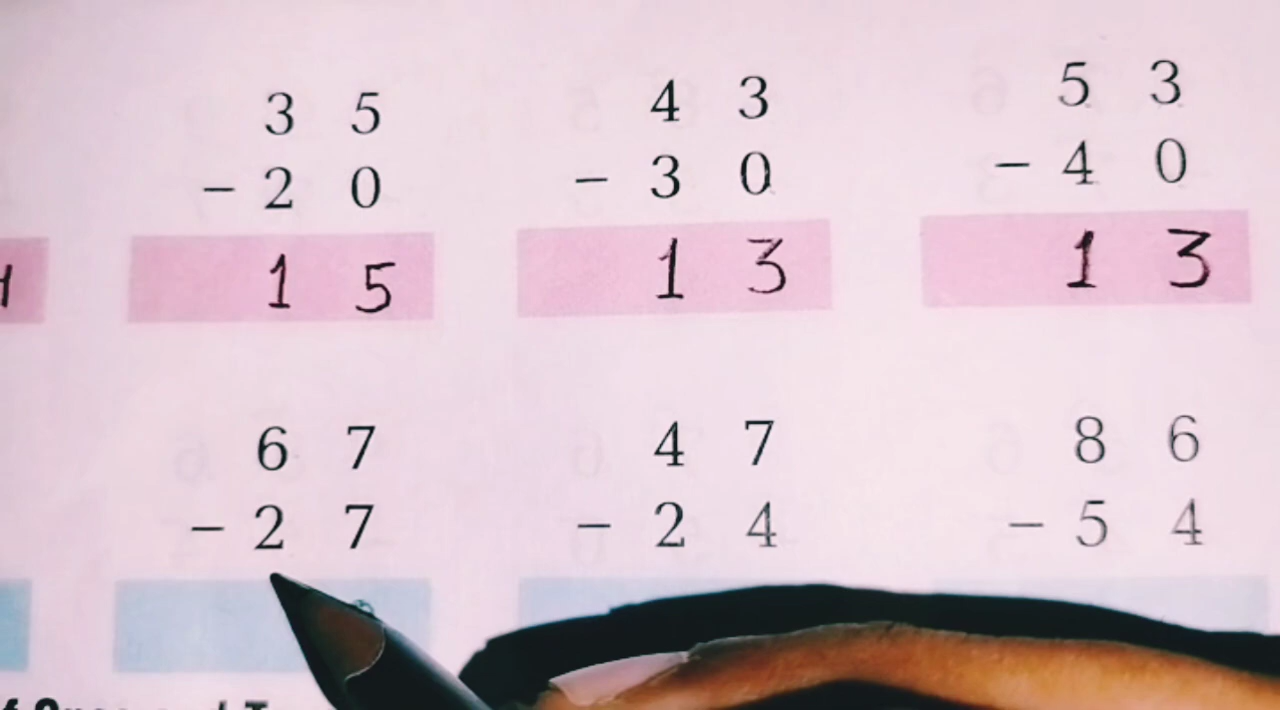 3 5 4 3 5 3
- 2 0 - 3 0 - 4 0
1 5 1 3 1 3
6 7 4 7 8 6
- 2 7 - 2 4 - 5 4